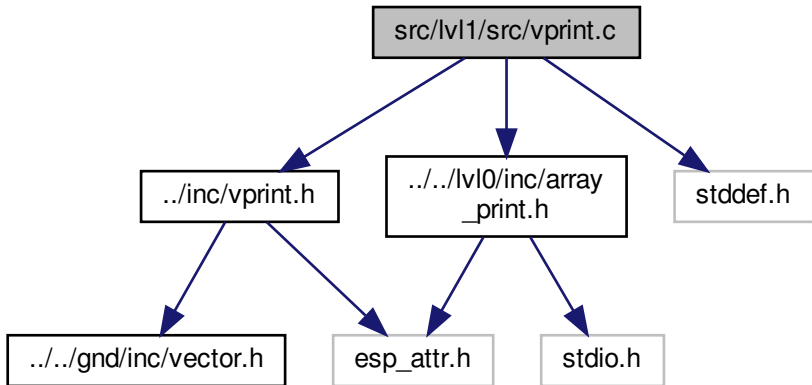 src/lvl1/src/vprint.c
../inc/vprint.h
../../lvl0/inc/array
_print.h
stddef.h
../../gnd/inc/vector.h
esp_attr.h
stdio.h